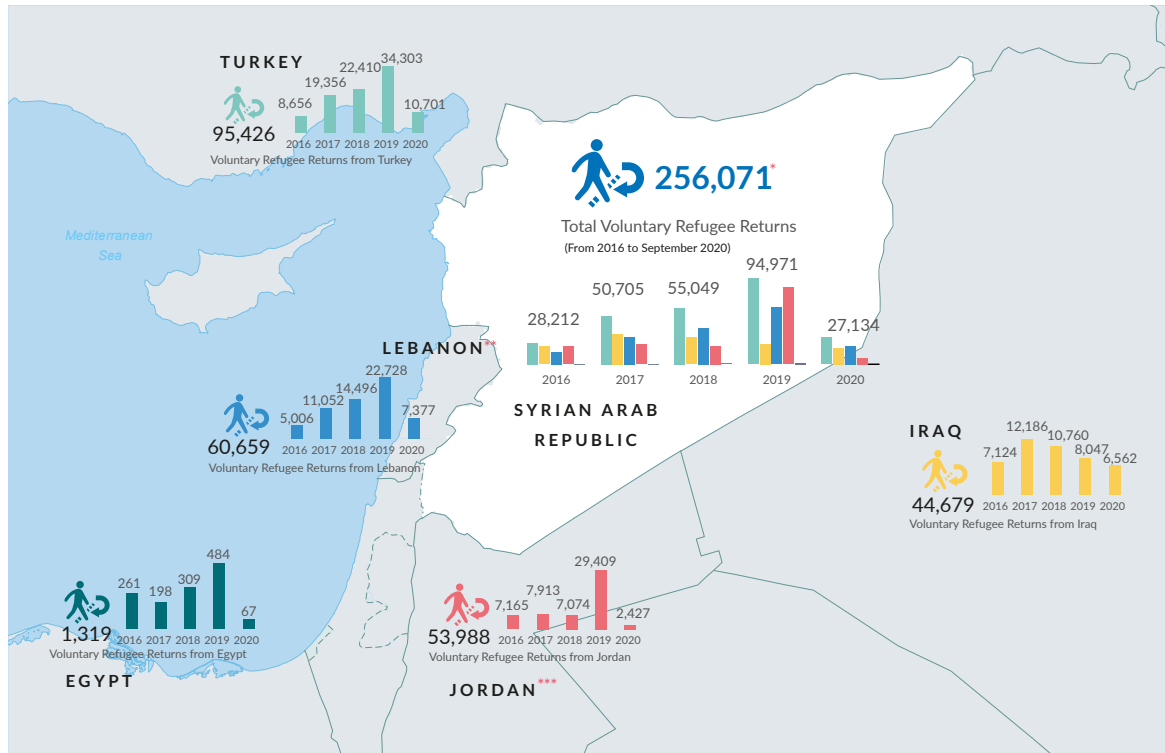 TURKEY
8,656
19,356
22,410
34,303
10,701
95,426
2016 2017 2018 2019 2020
Voluntary Refugee Returns from Turkey
256,071*
Total Voluntary Refugee Returns
(From 2016 to September 2020)
Mediterranean
Sea
28,212
50,705
55,049
94,971
27,134
2016 2017 2018 2019 2020
SYRIAN ARAB
REPUBLIC
LEBANON**
5,006
11,052
14,496
22,728
7,377
60,659
2016 2017 2018 2019 2020
Voluntary Refugee Returns from Lebanon
IRAQ
7,124
12,186
10,760
8,047
6,562
44,679
2016 2017 2018 2019 2020
Voluntary Refugee Returns from Iraq
261
198
309
484
67
1,319
2016 2017 2018 2019 2020
Voluntary Refugee Returns from Egypt
EGYPT
7,165
7,913
7,074
29,409
2,427
53,988
2016 2017 2018 2019 2020
Voluntary Refugee Returns from Jordan
JORDAN***